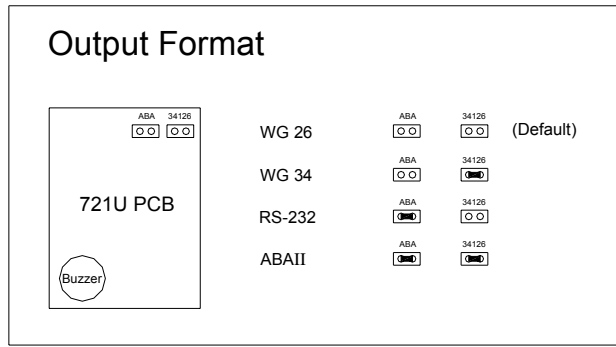 Output Format
ABA 34126
721U PCB
Buzzer
WG 26 ABA 34126 (Default)
WG 34 ABA 34126
RS-232 ABA 34126
ABAII ABA 34126